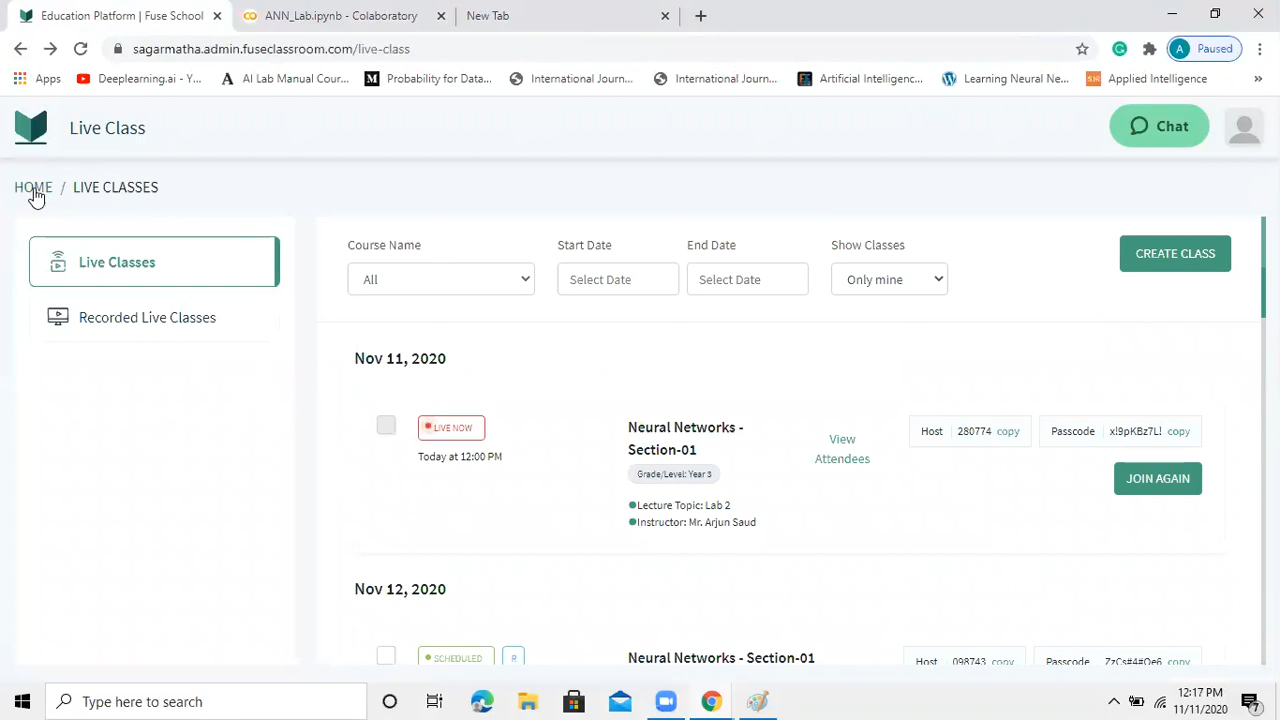 Education Platform | Fuse School
ANN_Lab.ipynb - Colaboratory
New Tab
sagarmatha.admin.fuseclassroom.com/live-class
A Paused
Apps
Deeplearning.ai - Y...
AI Lab Manual Cour...
Probability for Data...
International Journ...
International Journ...
Artificial Intelligenc...
Learning Neural Ne...
Applied Intelligence
»
Live Class
Chat
HOME / LIVE CLASSES
Live Classes
Recorded Live Classes
Course Name
Start Date
End Date
Show Classes
All
Select Date
Select Date
Only mine
CREATE CLASS
Nov 11, 2020
LIVE NOW
Today at 12:00 PM
Neural Networks -
Section-01
Grade/Level: Year 3
Lecture Topic: Lab 2
Instructor: Mr. Arjun Saud
View
Attendees
Host 280774 copy
Passcode x!9pKBz7L! copy
JOIN AGAIN
Nov 12, 2020
SCHEDULED
R
Neural Networks - Section-01
Host 098743 copy
Passcode ZzCs#4#Oe6 copy
Type here to search
12:17 PM
11/11/2020
7